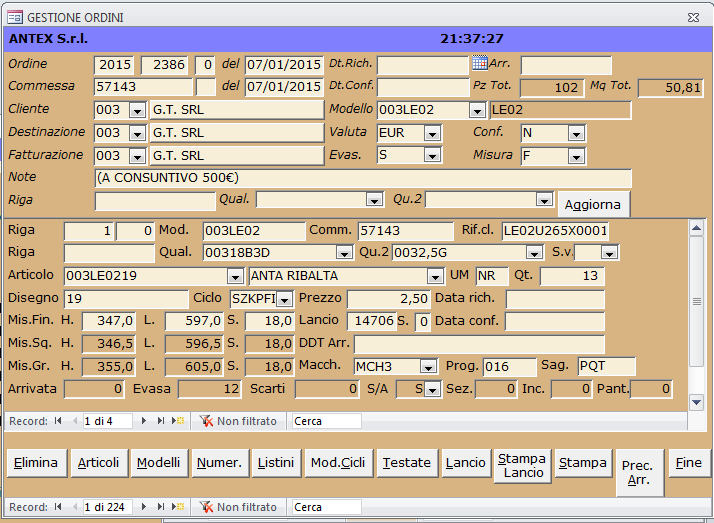 GESTIONE ORDINI
ANTEX S.r.l. 21:37:27
Ordine 2015 2386 0 del 07/01/2015 Dt.Rich. Arr.
Commessa 57143 del 07/01/2015 Dt.Conf. Pz Tot. 102 Mq Tot. 50,81
Cliente 003 G.T. SRL Modello 003LE02 LE02
Destinazione 003 G.T. SRL Valuta EUR Conf. N
Fatturazione 003 G.T. SRL Evas. S Misura F
Note (A CONSUNTIVO 500€)
Riga Qual. Qu.2 Aggiorna
Riga 1 0 Mod. 003LE02 Comm. 57143 Rif.cl. LE02U265X0001
Riga Qual. 00318B3D Qu.2 0032,5G S.v.
Articolo 003LE0219 ANTA RIBALTA UM NR Qt. 13
Disegno 19 Ciclo SZKPFI Prezzo 2,50 Data rich.
Mis.Fin. H. 347,0 L. 597,0 S. 18,0 Lancio 14706 S. 0 Data conf.
Mis.Sq. H. 346,5 L. 596,5 S. 18,0 DDT Arr.
Mis.Gr. H. 355,0 L. 605,0 S. 18,0 Macch. MCH3 Prog. 016 Sag. PQT
Arrivata 0 Evasa 12 Scarti 0 S/A S Sez. 0 Inc. 0 Pant. 0
Record: 1 di 4 Non filtrato Cerca
Elimina Articoli Modelli Numer. Listini Mod.Cicli Testate Lancio Stampa Lancio Stampa Prec. Arr. Fine
Record: 1 di 224 Non filtrato Cerca